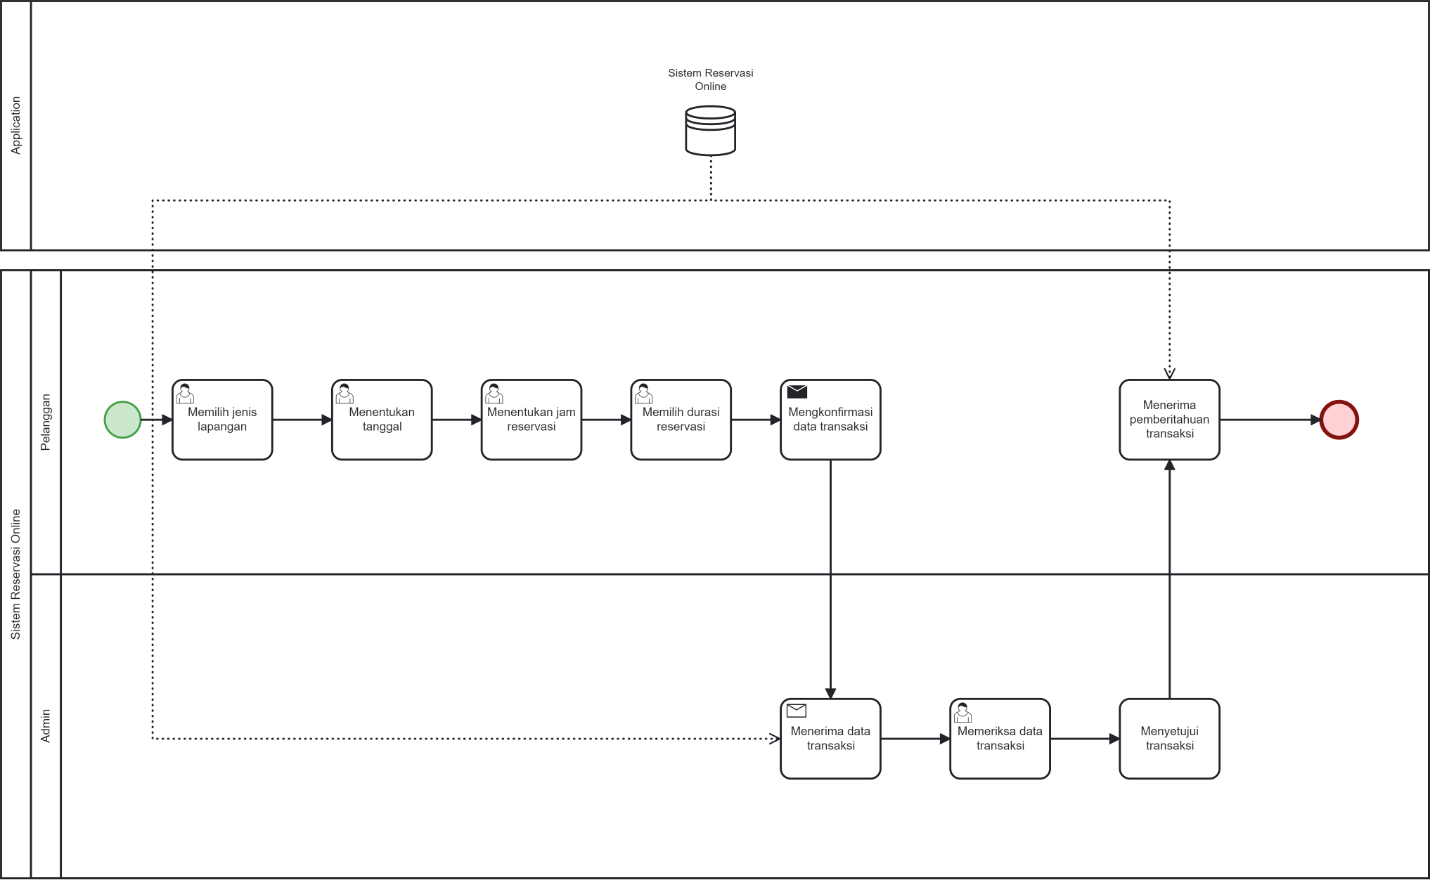 Application
Sistem Reservasi
Online
Sistem Reservasi Online
Pelanggan
Memilih jenis
lapangan
Menentukan
tanggal
Menentukan jam
reservasi
Memilih durasi
reservasi
Mengkonfirmasi
data transaksi
Menerima
pemberitahuan
transaksi
Admin
Menerima data
transaksi
Memeriksa data
transaksi
Menyetujui
transaksi